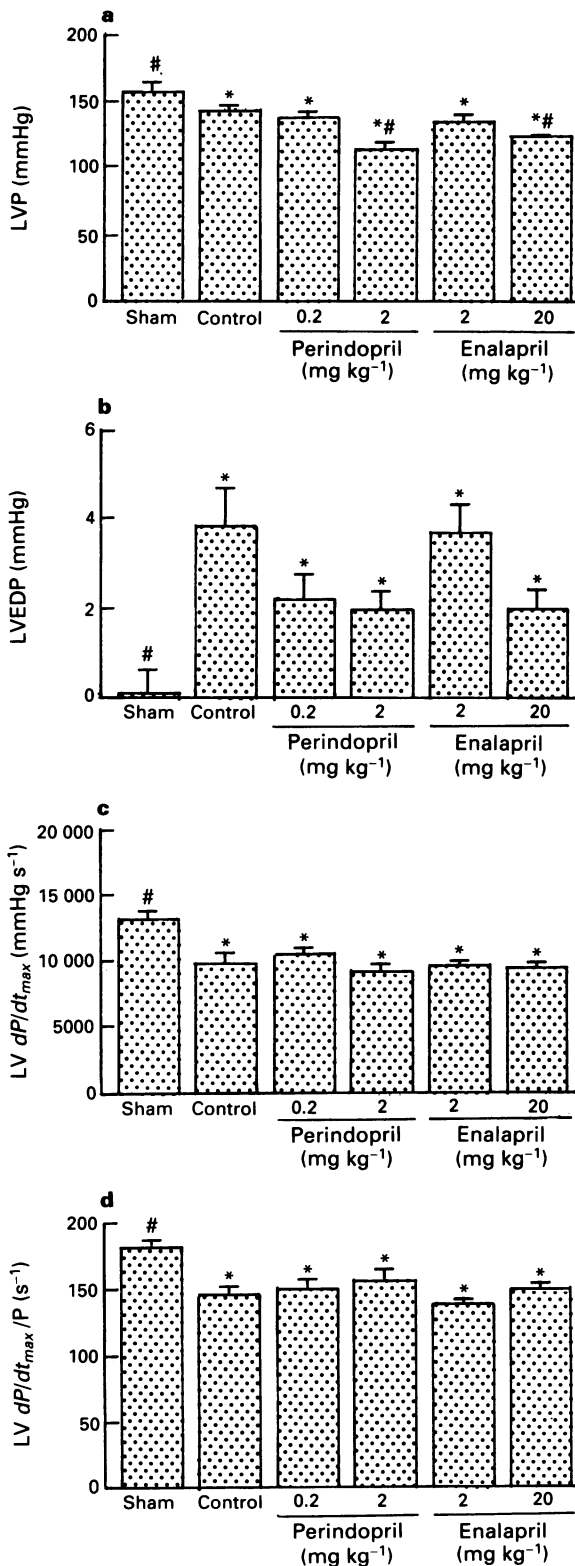 a
LVP (mmHg)
200
150
100
50
0
#
*
*
*#
*
*#
Sham Control 0.2 2 2 20
Perindopril Enalapril
(mg kg⁻¹) (mg kg⁻¹)
b
LVEDP (mmHg)
6
4
2
0
#
*
*
*
*
*
Sham Control 0.2 2 2 20
Perindopril Enalapril
(mg kg⁻¹) (mg kg⁻¹)
c
LV dP/dtmax (mmHg s⁻¹)
20 000
15 000
10 000
5000
0
#
*
*
*
*
*
Sham Control 0.2 2 2 20
Perindopril Enalapril
(mg kg⁻¹) (mg kg⁻¹)
d
LV dP/dtmax/P (s⁻¹)
200
150
100
50
0
#
*
*
*
*
*
Sham Control 0.2 2 2 20
Perindopril Enalapril
(mg kg⁻¹) (mg kg⁻¹)